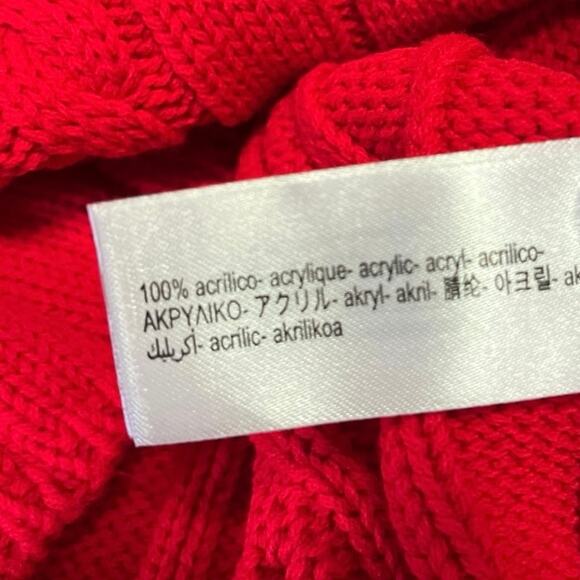 100% acrílico- acrylique- acrylic- acryl- acrilico-
ΑΚΡΥΛΙΚΟ- アクリル- akryl- akril- 腈纶- 아크릴- ak
أكريليك- acrílic- akrilikoa